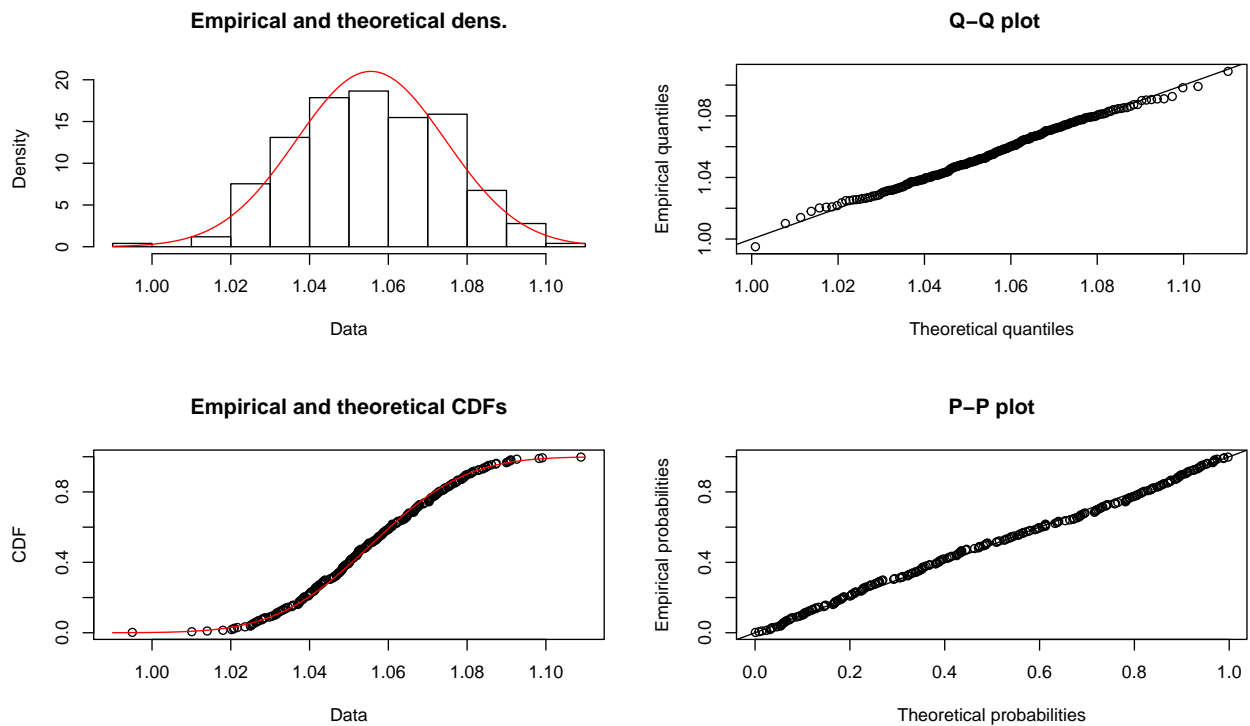 Empirical and theoretical dens.
Density
0 5 10 15 20
1.00 1.02 1.04 1.06 1.08 1.10
Data
Q−Q plot
Empirical quantiles
1.00 1.04 1.08
1.00 1.02 1.04 1.06 1.08 1.10
Theoretical quantiles
Empirical and theoretical CDFs
CDF
0.0 0.4 0.8
1.00 1.02 1.04 1.06 1.08 1.10
Data
P−P plot
Empirical probabilities
0.0 0.4 0.8
0.0 0.2 0.4 0.6 0.8 1.0
Theoretical probabilities